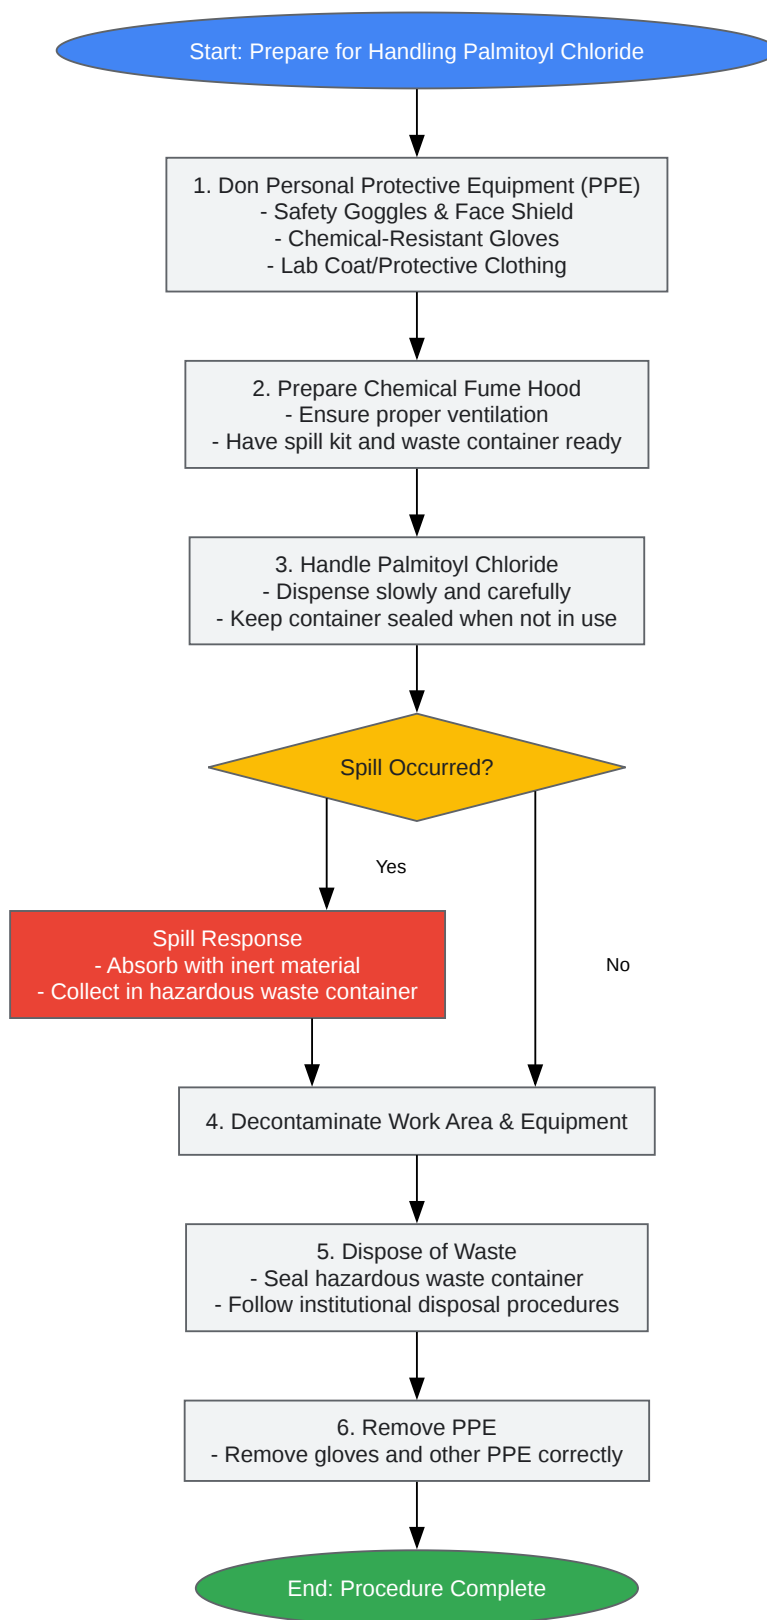 Start: Prepare for Handling Palmitoyl Chloride
1. Don Personal Protective Equipment (PPE)
- Safety Goggles & Face Shield
- Chemical-Resistant Gloves
- Lab Coat/Protective Clothing
2. Prepare Chemical Fume Hood
- Ensure proper ventilation
- Have spill kit and waste container ready
3. Handle Palmitoyl Chloride
- Dispense slowly and carefully
- Keep container sealed when not in use
Spill Occurred?
Yes
Spill Response
- Absorb with inert material
- Collect in hazardous waste container
No
4. Decontaminate Work Area & Equipment
5. Dispose of Waste
- Seal hazardous waste container
- Follow institutional disposal procedures
6. Remove PPE
- Remove gloves and other PPE correctly
End: Procedure Complete